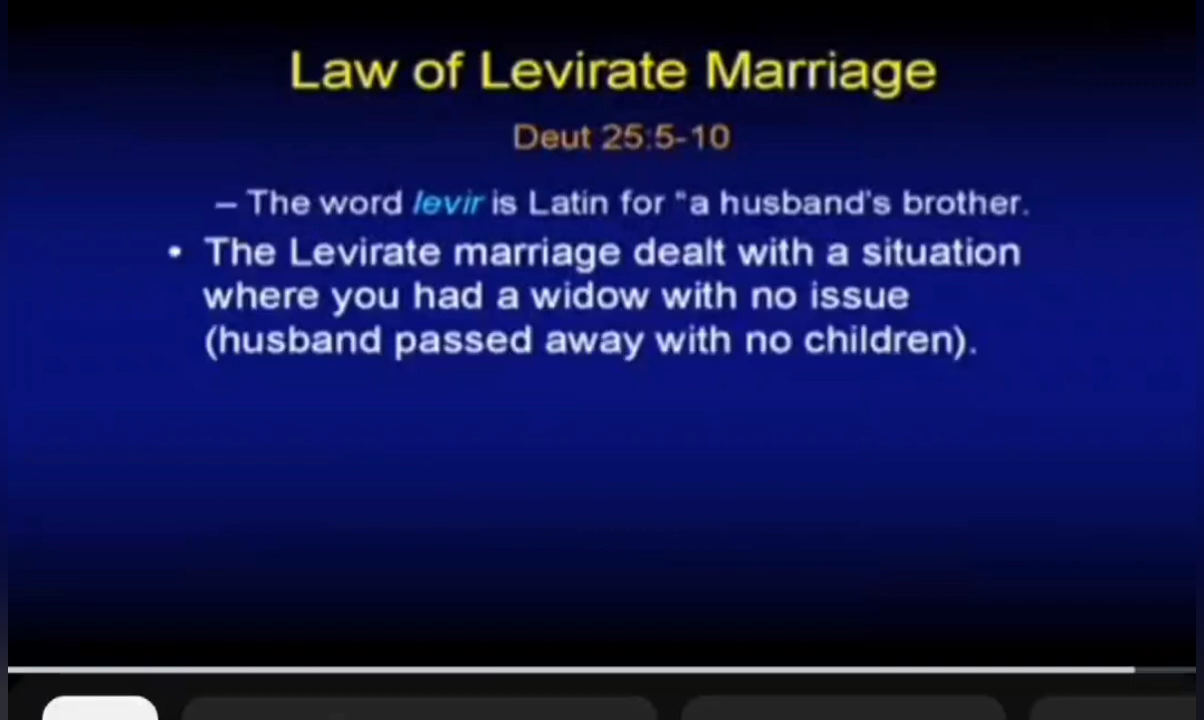 Law of Levirate Marriage
Deut 25:5-10
– The word levir is Latin for "a husband's brother.
• The Levirate marriage dealt with a situation
where you had a widow with no issue
(husband passed away with no children).